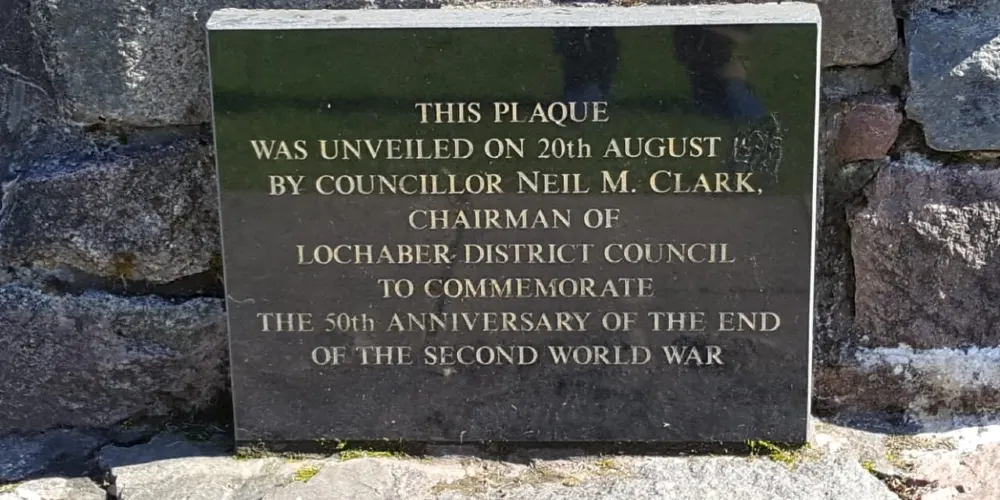 THIS PLAQUE
WAS UNVEILED ON 20th AUGUST
BY COUNCILLOR NEIL M. CLARK,
CHAIRMAN OF
LOCHABER DISTRICT COUNCIL
TO COMMEMORATE
THE 50th ANNIVERSARY OF THE END
OF THE SECOND WORLD WAR